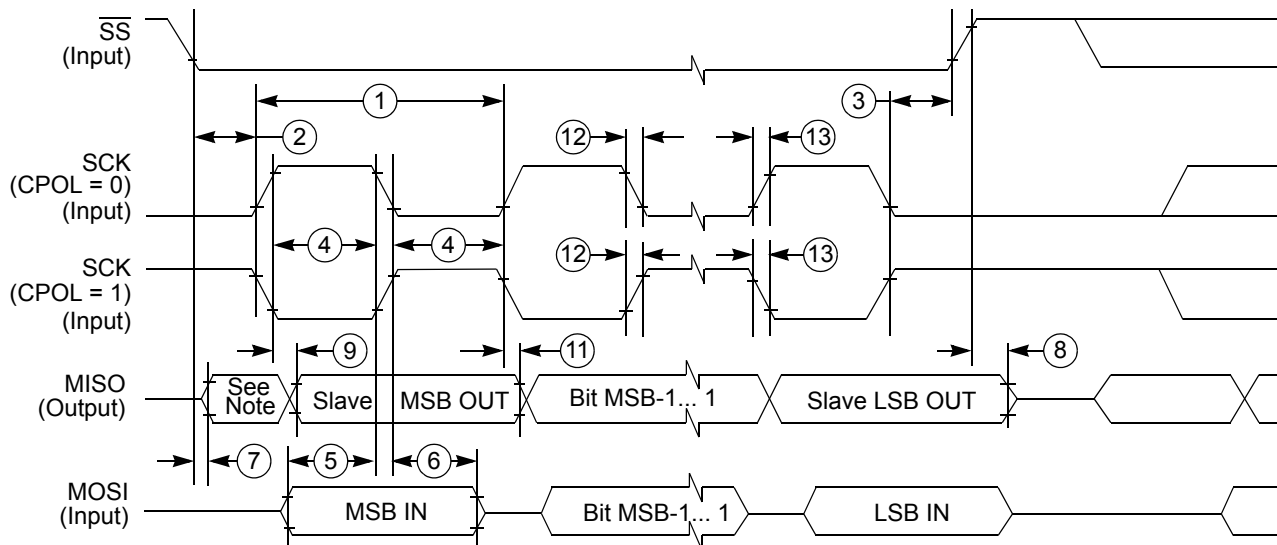 SS
(Input)
1
3
2
12
13
SCK
(CPOL = 0)
(Input)
4
4
12
13
SCK
(CPOL = 1)
(Input)
9
11
8
MISO
(Output)
See
Note
Slave
MSB OUT
Bit MSB-1... 1
Slave LSB OUT
7
5
6
MOSI
(Input)
MSB IN
Bit MSB-1... 1
LSB IN